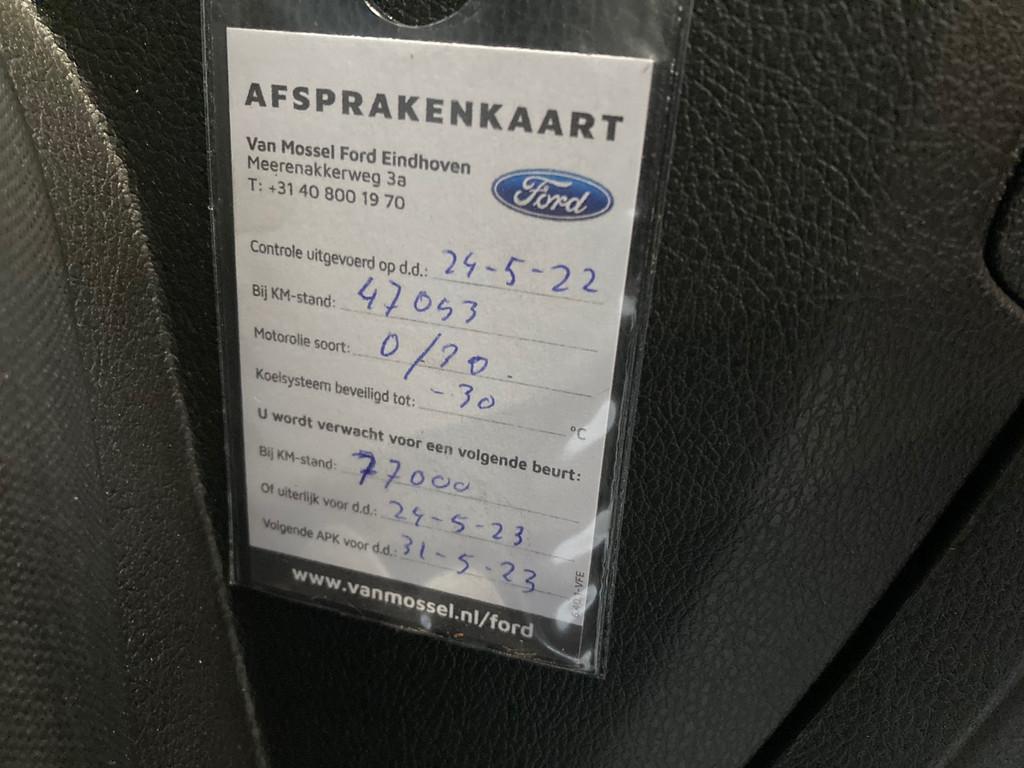 AFSPRAKENKAART
Van Mossel Ford Eindhoven
Meerenakkerweg 3a
T: +31 40 800 19 70
Ford
Controle uitgevoerd op d.d.: 24-5-22
Bij KM-stand: 47053
Motorolie soort: 0/30
Koelsysteem beveiligd tot: -30 °C
U wordt verwacht voor een volgende beurt:
Bij KM-stand: 77000
Of uiterlijk voor d.d.: 24-5-23
Volgende APK voor d.d.: 31-5-23
www.vanmossel.nl/ford